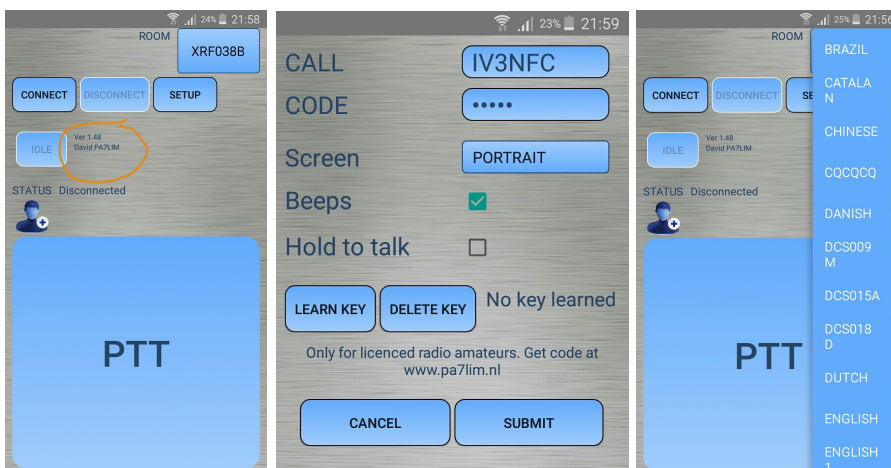 24% 21:58
ROOM
XRF038B
CONNECT
DISCONNECT
SETUP
IDLE
Ver 1.48
David PA7LIM
STATUS Disconnected
PTT
23% 21:59
CALL
IV3NFC
CODE
•••••
Screen
PORTRAIT
Beeps
Hold to talk
LEARN KEY
DELETE KEY
No key learned
Only for licenced radio amateurs. Get code at
www.pa7lim.nl
CANCEL
SUBMIT
25% 21:56
ROOM
CONNECT
DISCONNECT
SE
IDLE
Ver 1.48
David PA7LIM
STATUS Disconnected
PTT
BRAZIL
CATALA
N
CHINESE
CQCQCQ
DANISH
DCS009
M
DCS015A
DCS018
D
DUTCH
ENGLISH
ENGLISH